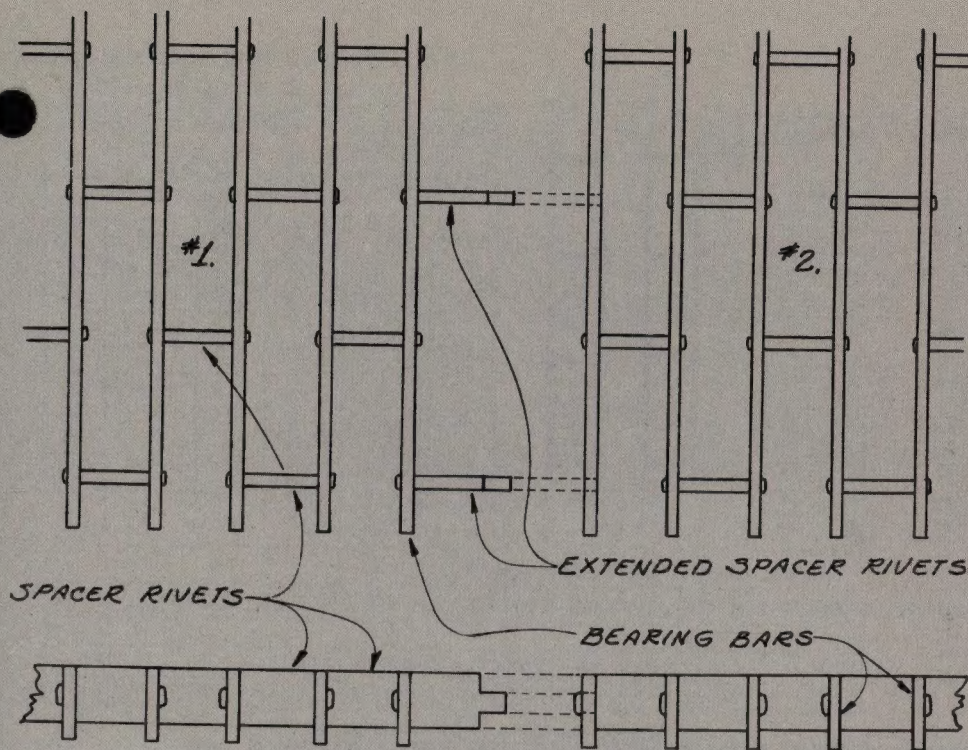 #1.
#2.
EXTENDED SPACER RIVETS
SPACER RIVETS
BEARING BARS